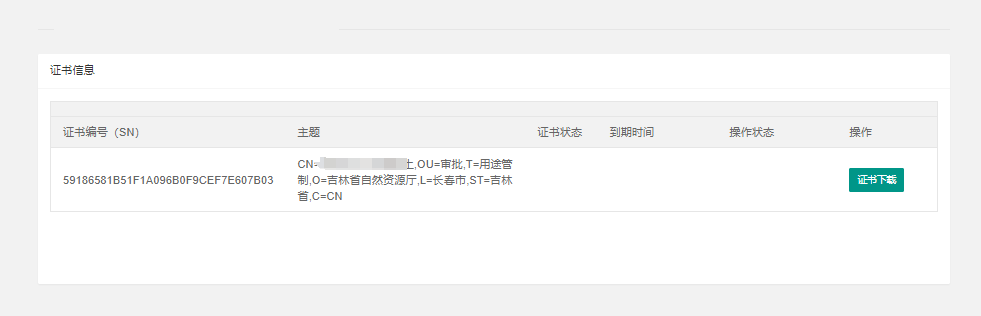 证书信息
证书编号（SN） 主题 证书状态 到期时间 操作状态 操作
CN= 土,OU=审批,T=用途管
59186581B51F1A096B0F9CEF7E607B03 制,O=吉林省自然资源厅,L=长春市,ST=吉林 证书下载
省,C=CN